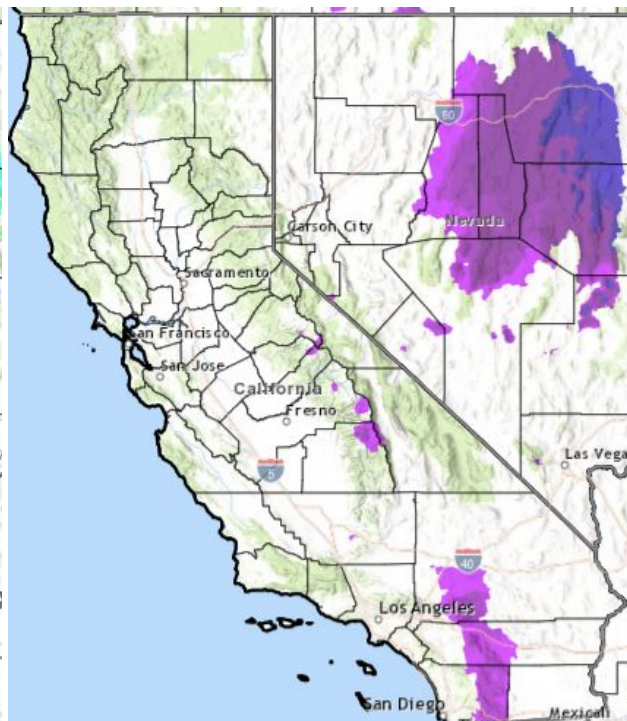 80
Nevada
Carson City
Sacramento
San Francisco
San Jose
California
Fresno
5
Las Vega
40
Los Angeles
San Diego
Mexicali